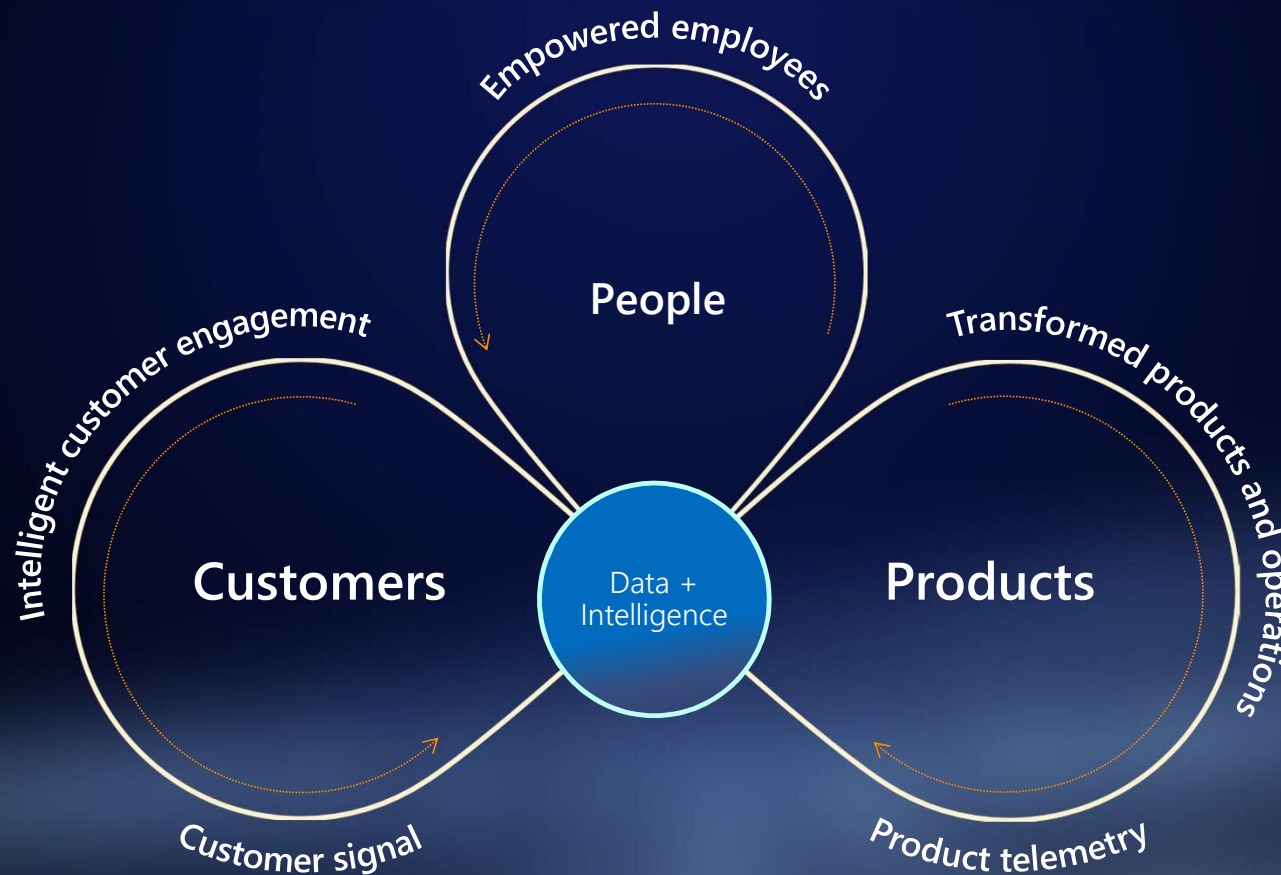 Empowered employees
People
Intelligent customer engagement
Transformed products and operations
Customers
Data +
Intelligence
Products
Customer signal
Product telemetry